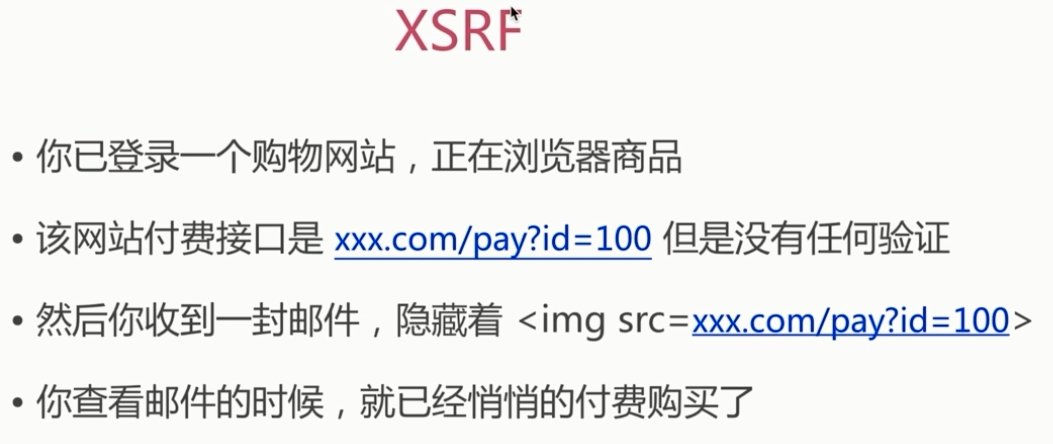 XSRF
• 你已登录一个购物网站，正在浏览器商品
• 该网站付费接口是 xxx.com/pay?id=100 但是没有任何验证
• 然后你收到一封邮件，隐藏着 <img src=xxx.com/pay?id=100>
• 你查看邮件的时候，就已经悄悄的付费购买了